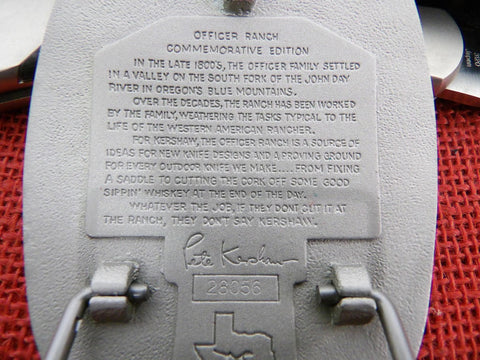 OFFICER RANCH
COMMEMORATIVE EDITION
IN THE LATE 1800'S, THE OFFICER FAMILY SETTLED
IN A VALLEY ON THE SOUTH FORK OF THE JOHN DAY
RIVER IN OREGON'S BLUE MOUNTAINS.
OVER THE DECADES, THE RANCH HAS BEEN WORKED
BY THE FAMILY, WEATHERING THE TASKS TYPICAL TO THE
LIFE OF THE WESTERN AMERICAN RANCHER.
FOR KERSHAW, THE OFFICER RANCH IS A SOURCE OF
IDEAS FOR NEW KNIFE DESIGNS AND A PROVING GROUND
FOR EVERY OUTDOOR KNIFE WE MAKE....FROM FIXING
A SADDLE TO CUTTING THE CORK OFF SOME GOOD
SIPPIN' WHISKEY AT THE END OF THE DAY.
WHATEVER THE JOB, IF THEY DON'T CUT IT AT
THE RANCH, THEY DON'T SAY KERSHAW.
Pete Kershaw
26056
Japan